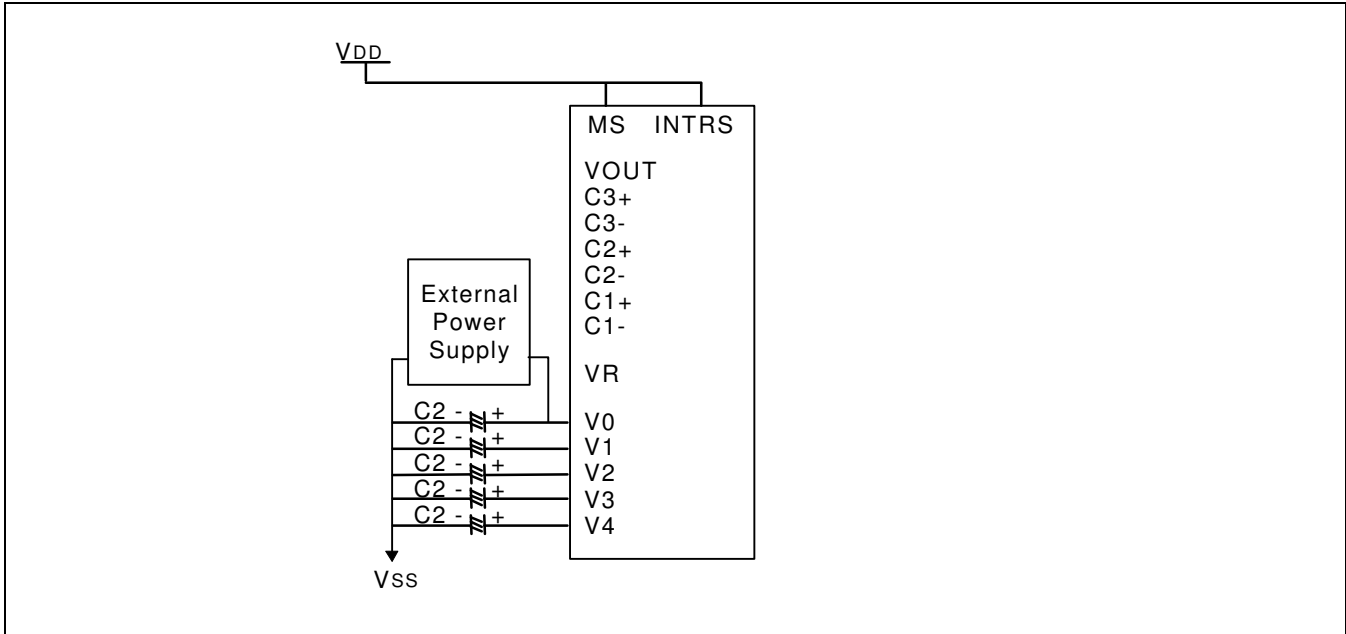 VDD
MS INTRS
VOUT
C3+
C3-
C2+
C2-
C1+
C1-
External
Power
Supply
VR
C2 - + V0
C2 - + V1
C2 - + V2
C2 - + V3
C2 - + V4
VSS